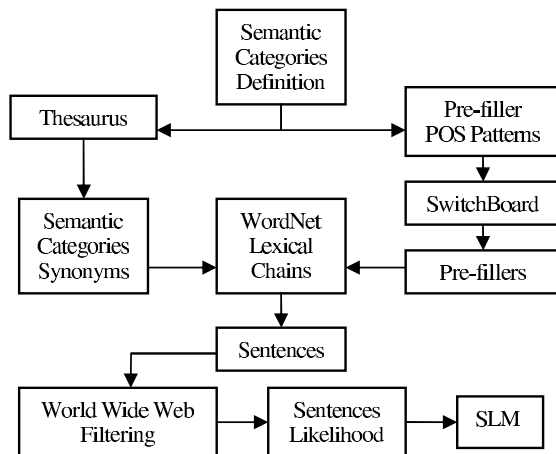 Semantic
Categories
Definition
Thesaurus
Pre-filler
POS Patterns
SwitchBoard
Semantic
Categories
Synonyms
WordNet
Lexical
Chains
Pre-fillers
Sentences
World Wide Web
Filtering
Sentences
Likelihood
SLM